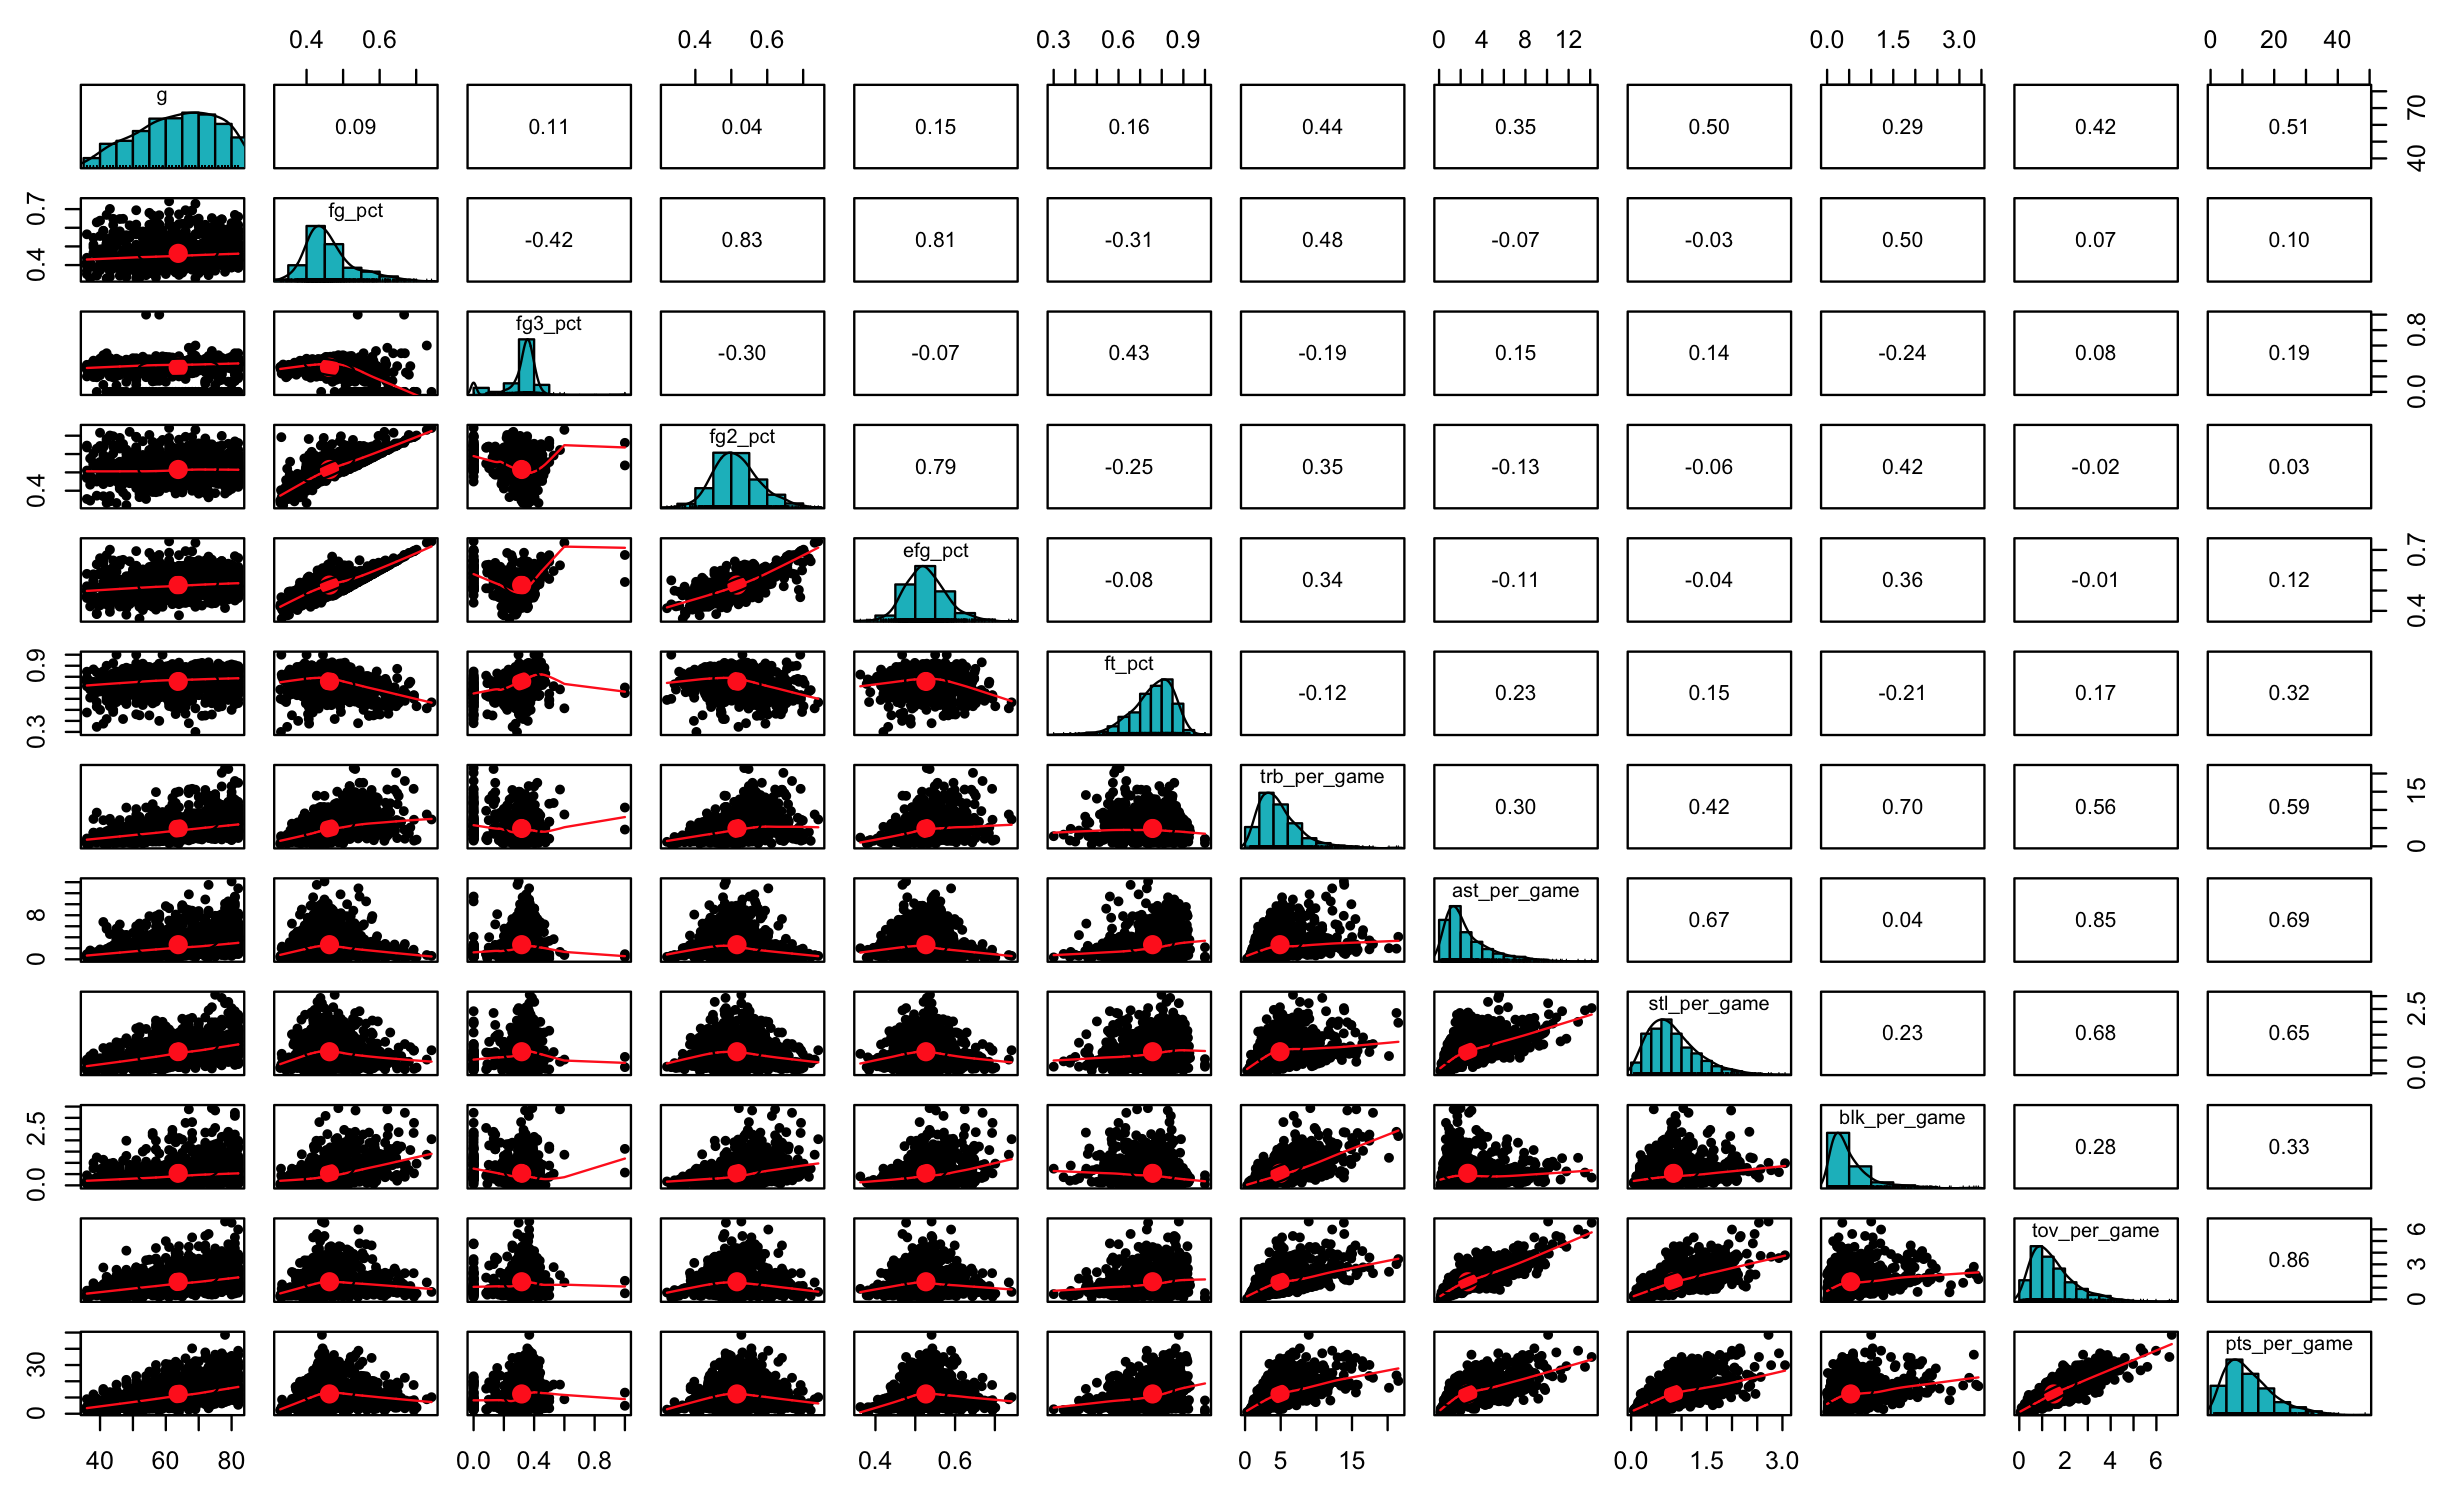 0.4 0.6 0.4 0.6 0.3 0.6 0.9 0 4 8 12 0.0 1.5 3.0 0 20 40
g 0.09 0.11 0.04 0.15 0.16 0.44 0.35 0.50 0.29 0.42 0.51 40 70
0.4 0.7 fg_pct -0.42 0.83 0.81 -0.31 0.48 -0.07 -0.03 0.50 0.07 0.10
fg3_pct -0.30 -0.07 0.43 -0.19 0.15 0.14 -0.24 0.08 0.19 0.0 0.8
0.4 fg2_pct 0.79 -0.25 0.35 -0.13 -0.06 0.42 -0.02 0.03
efg_pct -0.08 0.34 -0.11 -0.04 0.36 -0.01 0.12 0.4 0.7
0.3 0.9 ft_pct -0.12 0.23 0.15 -0.21 0.17 0.32
trb_per_game 0.30 0.42 0.70 0.56 0.59 0 15
0 8 ast_per_game 0.67 0.04 0.85 0.69
stl_per_game 0.23 0.68 0.65 0.0 2.5
0.0 2.5 blk_per_game 0.28 0.33
tov_per_game 0.86 0 3 6
0 30 pts_per_game
40 60 80 0.0 0.4 0.8 0.4 0.6 0 5 15 0.0 1.5 3.0 0 2 4 6